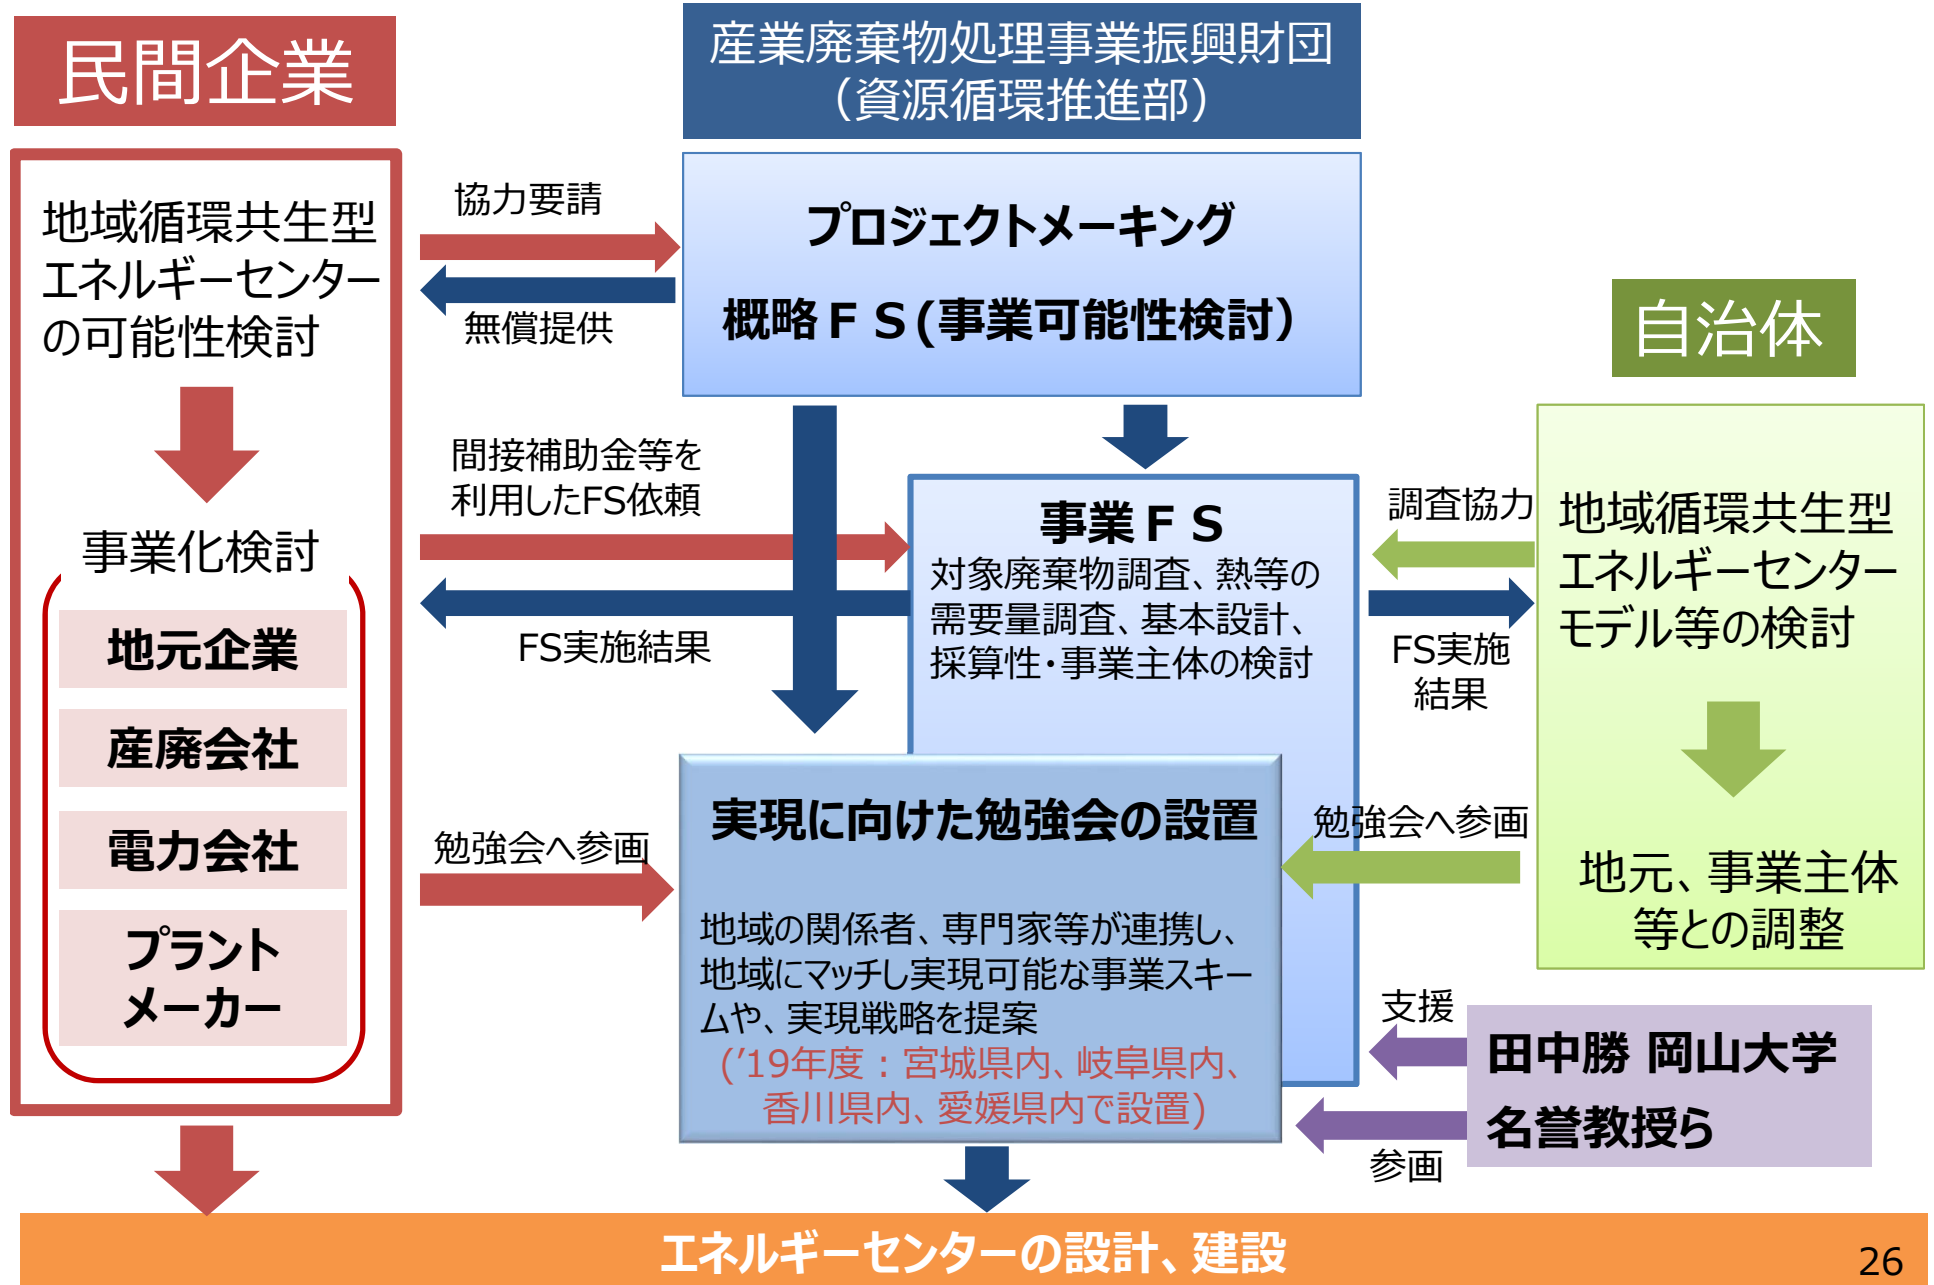 民間企業
産業廃棄物処理事業振興財団
（資源循環推進部）
地域循環共生型
エネルギーセンター
の可能性検討
協力要請
無償提供
プロジェクトメーキング
概略ＦＳ(事業可能性検討）
自治体
間接補助金等を
利用したFS依頼
FS実施結果
事業化検討
地元企業
産廃会社
電力会社
プラント
メーカー
事業ＦＳ
対象廃棄物調査、熱等の
需要量調査、基本設計、
採算性・事業主体の検討
調査協力
FS実施
結果
地域循環共生型
エネルギーセンター
モデル等の検討
地元、事業主体
等との調整
勉強会へ参画
実現に向けた勉強会の設置
地域の関係者、専門家等が連携し、
地域にマッチし実現可能な事業スキー
ムや、実現戦略を提案
(’19年度：宮城県内、岐阜県内、
香川県内、愛媛県内で設置)
勉強会へ参画
支援
参画
田中勝 岡山大学
名誉教授ら
エネルギーセンターの設計、建設
26